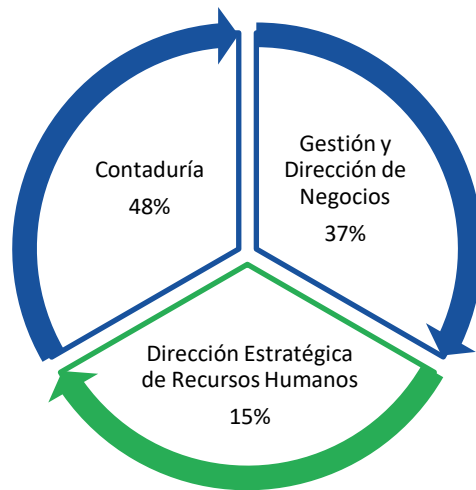 Contaduría
48%
Gestión y
Dirección de
Negocios
37%
Dirección Estratégica
de Recursos Humanos
15%